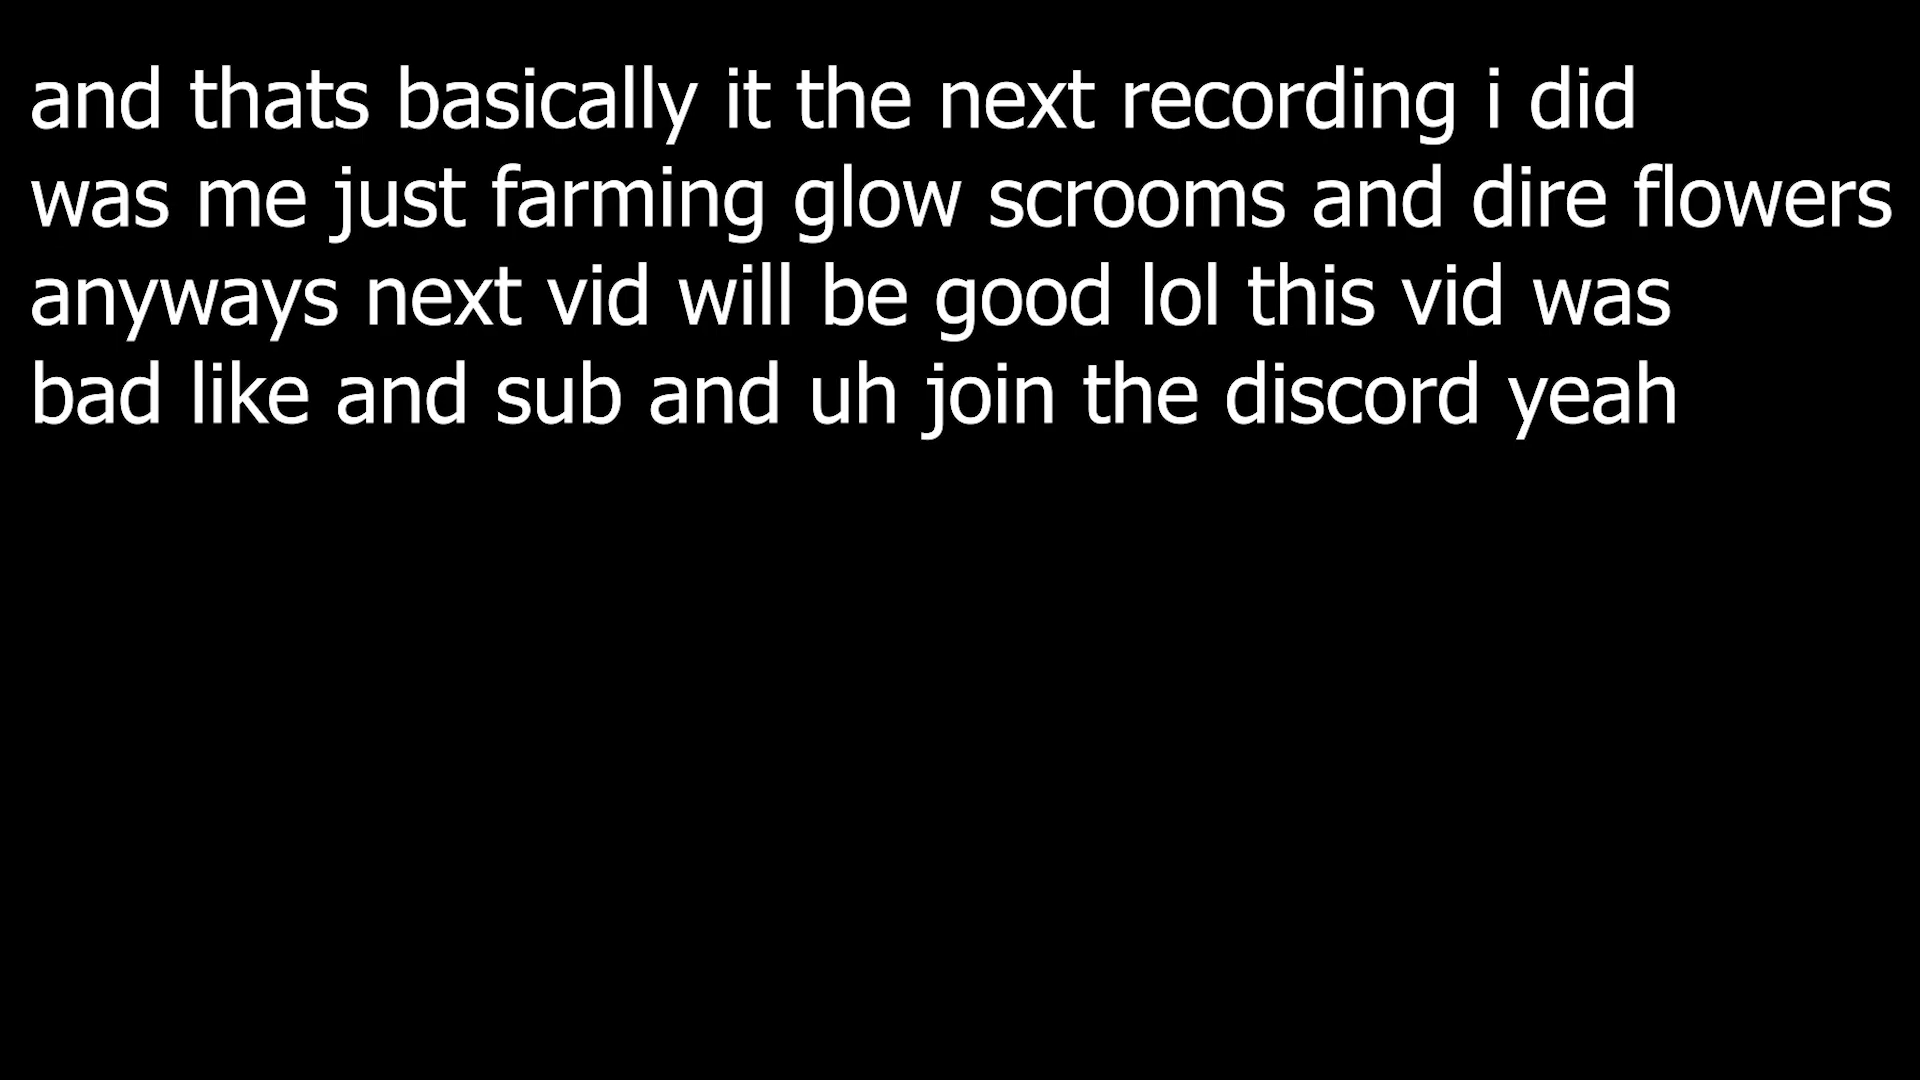 and thats basically it the next recording i did
was me just farming glow scrooms and dire flowers
anyways next vid will be good lol this vid was
bad like and sub and uh join the discord yeah